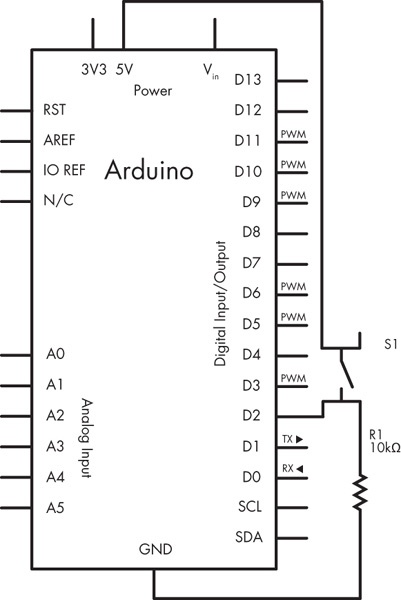 3V3 5V Vin
Power
Arduino
RST
AREF
IO REF
N/C
A0
A1
A2
A3
A4
A5
Analog Input
Digital Input/Output
D13
D12
D11 PWM
D10 PWM
D9 PWM
D8
D7
D6 PWM
D5 PWM
D4
D3 PWM
D2
D1 TX ▶
D0 RX ◀
SCL
SDA
GND
S1
R1
10kΩ